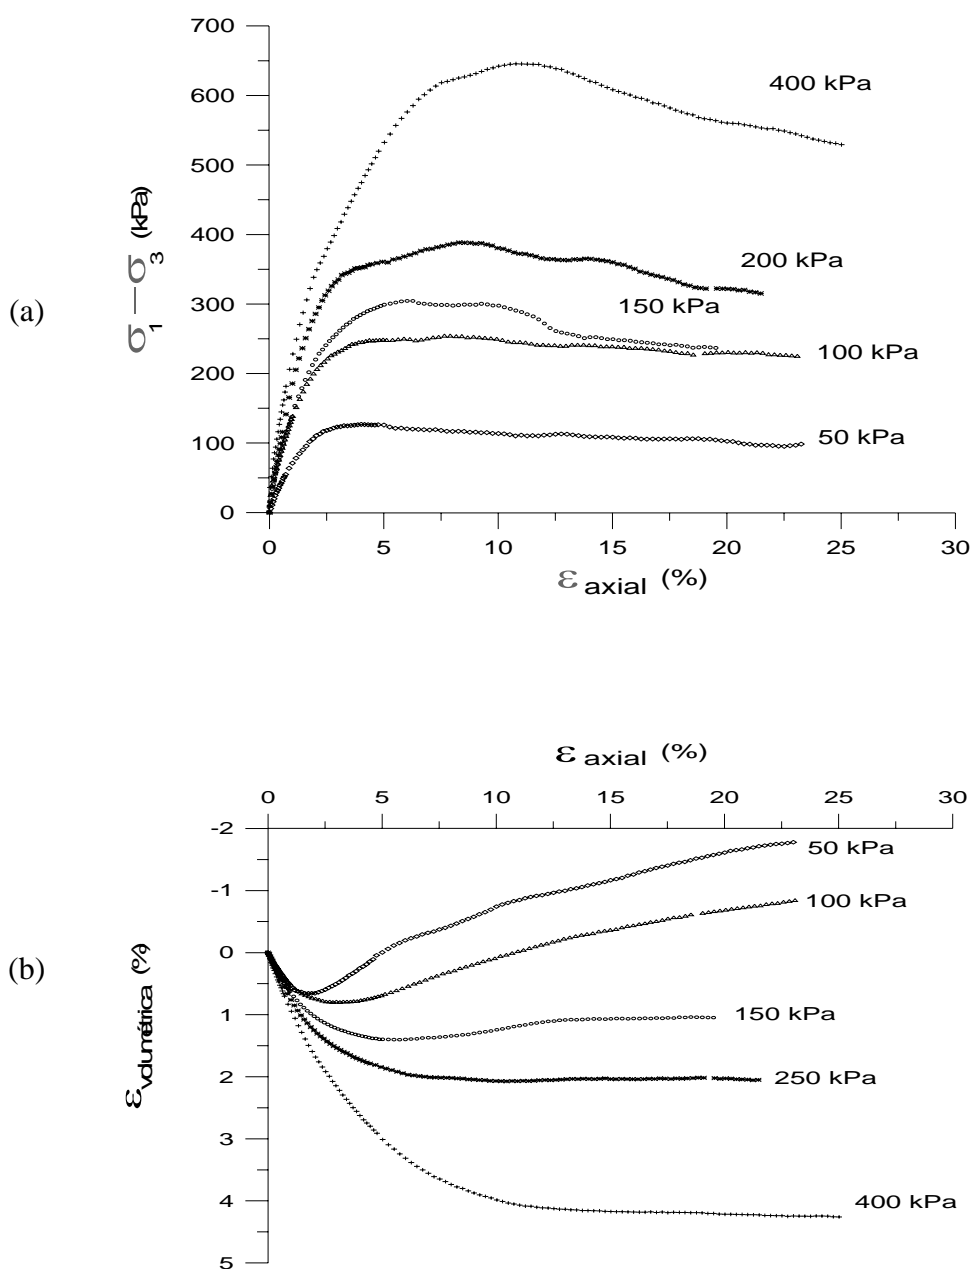 700
600
500
400
300
200
100
0
σ1 — σ3 (kPa)
(a)
400 kPa
200 kPa
150 kPa
100 kPa
50 kPa
0 5 10 15 20 25 30
ε axial (%)
ε axial (%)
0 5 10 15 20 25 30
-2
-1
0
1
2
3
4
5
ε volumétrica (%)
(b)
50 kPa
100 kPa
150 kPa
250 kPa
400 kPa